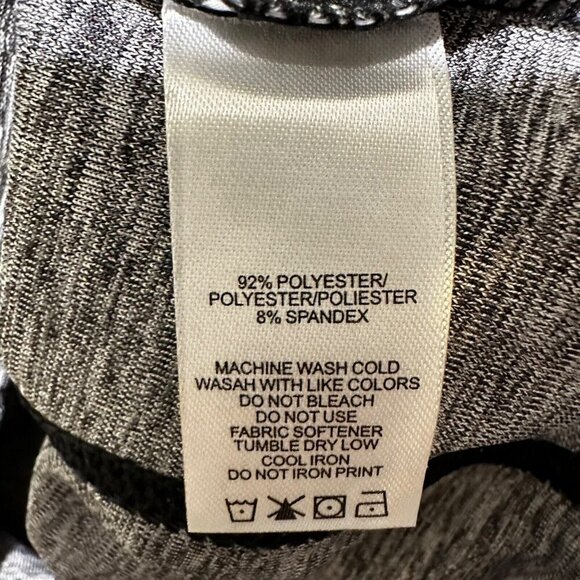 92% POLYESTER/
POLYESTER/POLIESTER
8% SPANDEX
MACHINE WASH COLD
WASAH WITH LIKE COLORS
DO NOT BLEACH
DO NOT USE
FABRIC SOFTENER
TUMBLE DRY LOW
COOL IRON
DO NOT IRON PRINT